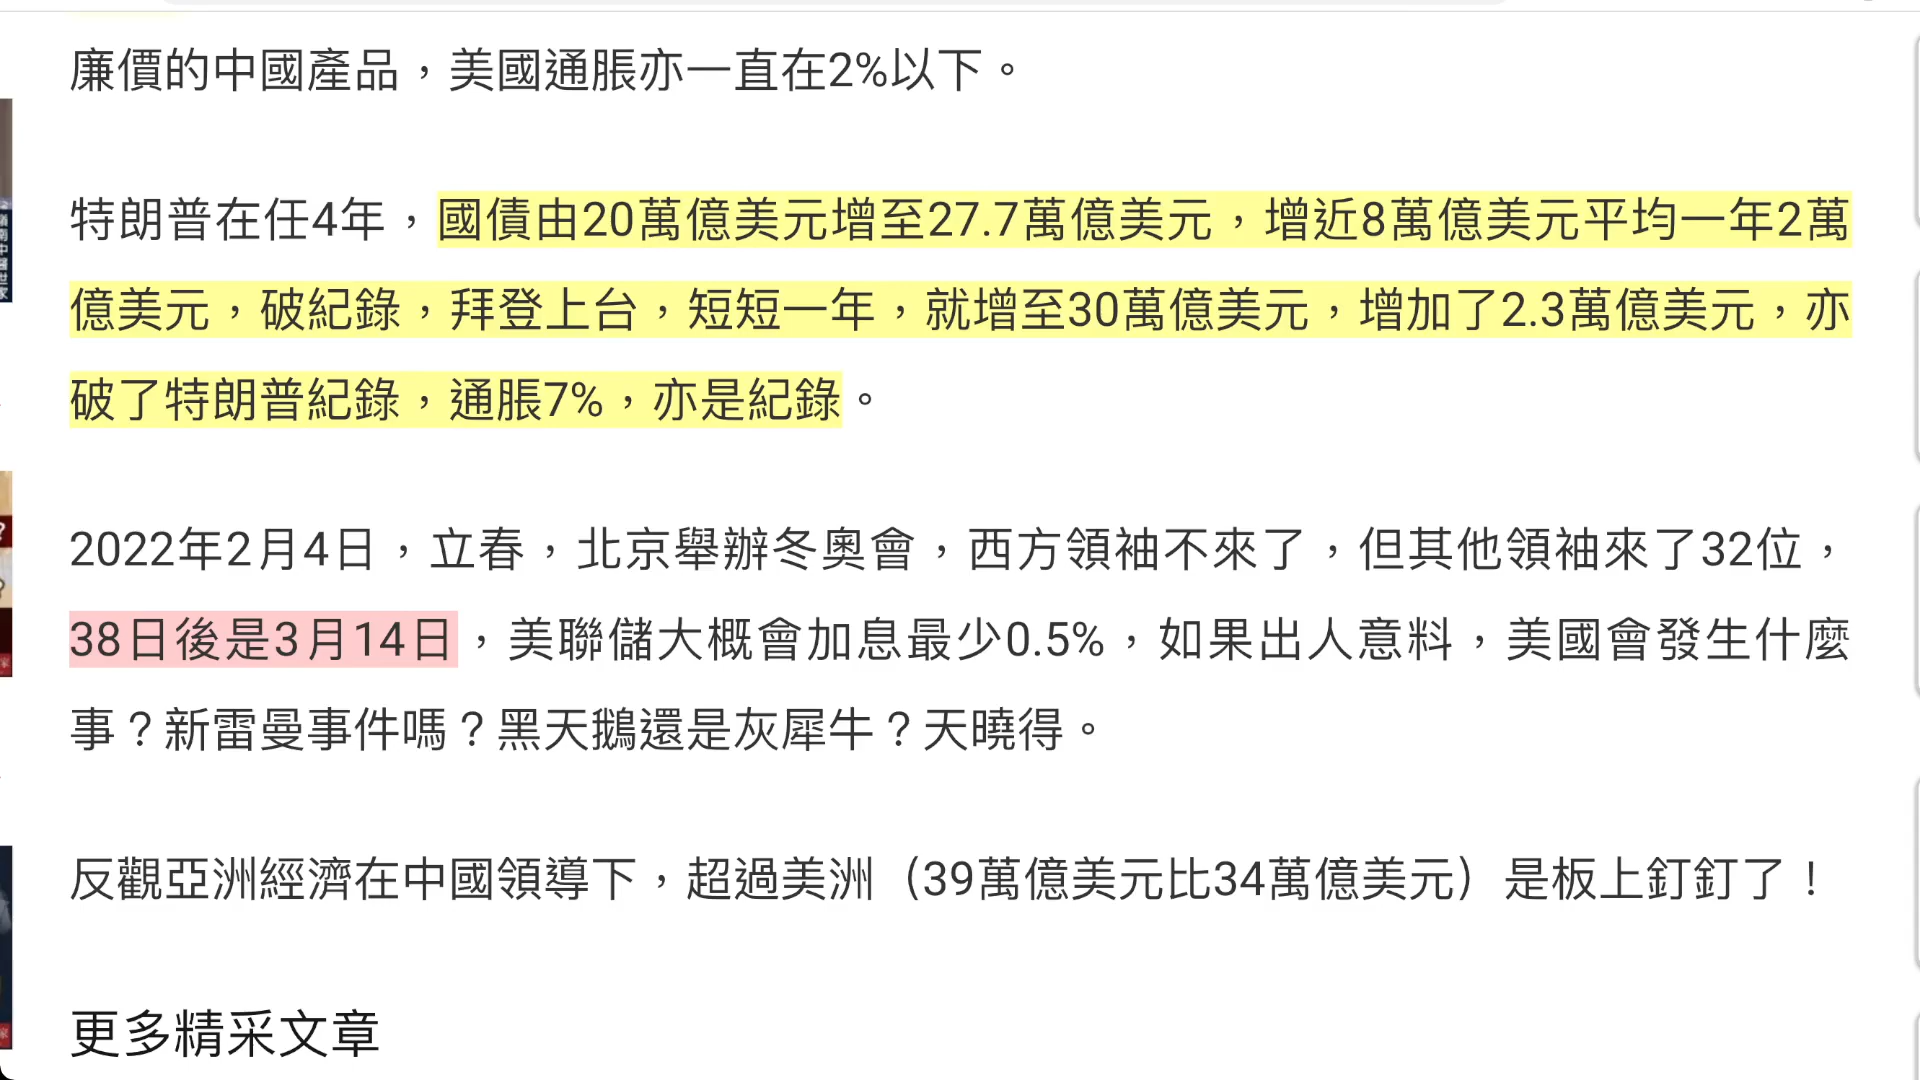 廉價的中國產品，美國通脹亦一直在2%以下。
特朗普在任4年，國債由20萬億美元增至27.7萬億美元，增近8萬億美元平均一年2萬
億美元，破紀錄，拜登上台，短短一年，就增至30萬億美元，增加了2.3萬億美元，亦
破了特朗普紀錄，通脹7%，亦是紀錄。
2022年2月4日，立春，北京舉辦冬奧會，西方領袖不來了，但其他領袖來了32位，
38日後是3月14日，美聯儲大概會加息最少0.5%，如果出人意料，美國會發生什麼
事？新雷曼事件嗎？黑天鵝還是灰犀牛？天曉得。
反觀亞洲經濟在中國領導下，超過美洲（39萬億美元比34萬億美元）是板上釘釘了！
更多精采文章